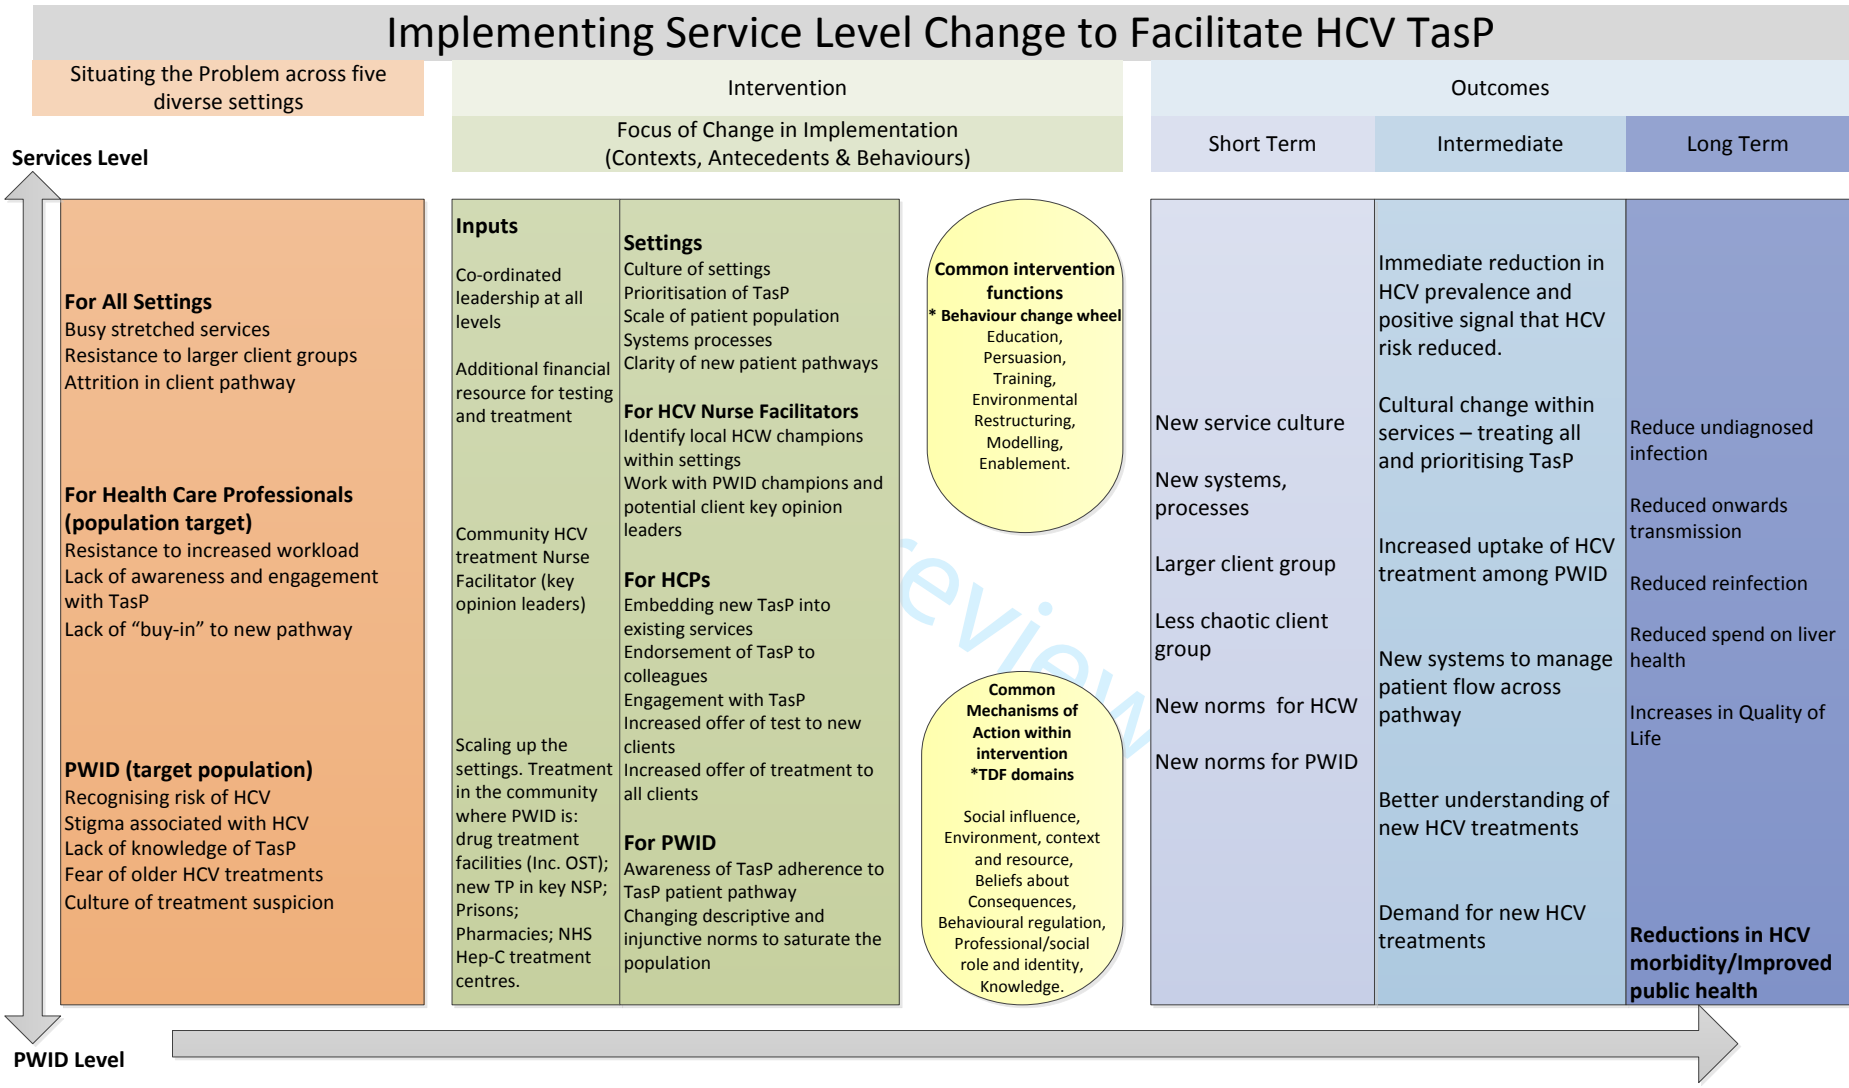 Implementing Service Level Change to Facilitate HCV TasP
Situating the Problem across five
diverse settings
Intervention
Outcomes
Focus of Change in Implementation
(Contexts, Antecedents & Behaviours)
Short Term
Intermediate
Long Term
Services Level
For All Settings
Busy stretched services
Resistance to larger client groups
Attrition in client pathway
For Health Care Professionals
(population target)
Resistance to increased workload
Lack of awareness and engagement
with TasP
Lack of “buy-in” to new pathway
PWID (target population)
Recognising risk of HCV
Stigma associated with HCV
Lack of knowledge of TasP
Fear of older HCV treatments
Culture of treatment suspicion
Inputs
Co-ordinated
leadership at all
levels
Additional financial
resource for testing
and treatment
Community HCV
treatment Nurse
Facilitator (key
opinion leaders)
Scaling up the
settings. Treatment
in the community
where PWID is:
drug treatment
facilities (Inc. OST);
new TP in key NSP;
Prisons;
Pharmacies; NHS
Hep-C treatment
centres.
Settings
Culture of settings
Prioritisation of TasP
Scale of patient population
Systems processes
Clarity of new patient pathways
For HCV Nurse Facilitators
Identify local HCW champions
within settings
Work with PWID champions and
potential client key opinion
leaders
For HCPs
Embedding new TasP into
existing services
Endorsement of TasP to
colleagues
Engagement with TasP
Increased offer of test to new
clients
Increased offer of treatment to
all clients
For PWID
Awareness of TasP adherence to
TasP patient pathway
Changing descriptive and
injunctive norms to saturate the
population
Common intervention
functions
* Behaviour change wheel
Education,
Persuasion,
Training,
Environmental
Restructuring,
Modelling,
Enablement.
Common
Mechanisms of
Action within
intervention
*TDF domains
Social influence,
Environment, context
and resource,
Beliefs about
Consequences,
Behavioural regulation,
Professional/social
role and identity,
Knowledge.
New service culture
New systems,
processes
Larger client group
Less chaotic client
group
New norms  for HCW
New norms for PWID
Immediate reduction in
HCV prevalence and
positive signal that HCV
risk reduced.
Cultural change within
services – treating all
and prioritising TasP
Increased uptake of HCV
treatment among PWID
New systems to manage
patient flow across
pathway
Better understanding of
new HCV treatments
Demand for new HCV
treatments
Reduce undiagnosed
infection
Reduced onwards
transmission
Reduced reinfection
Reduced spend on liver
health
Increases in Quality of
Life
Reductions in HCV
morbidity/Improved
public health
PWID Level